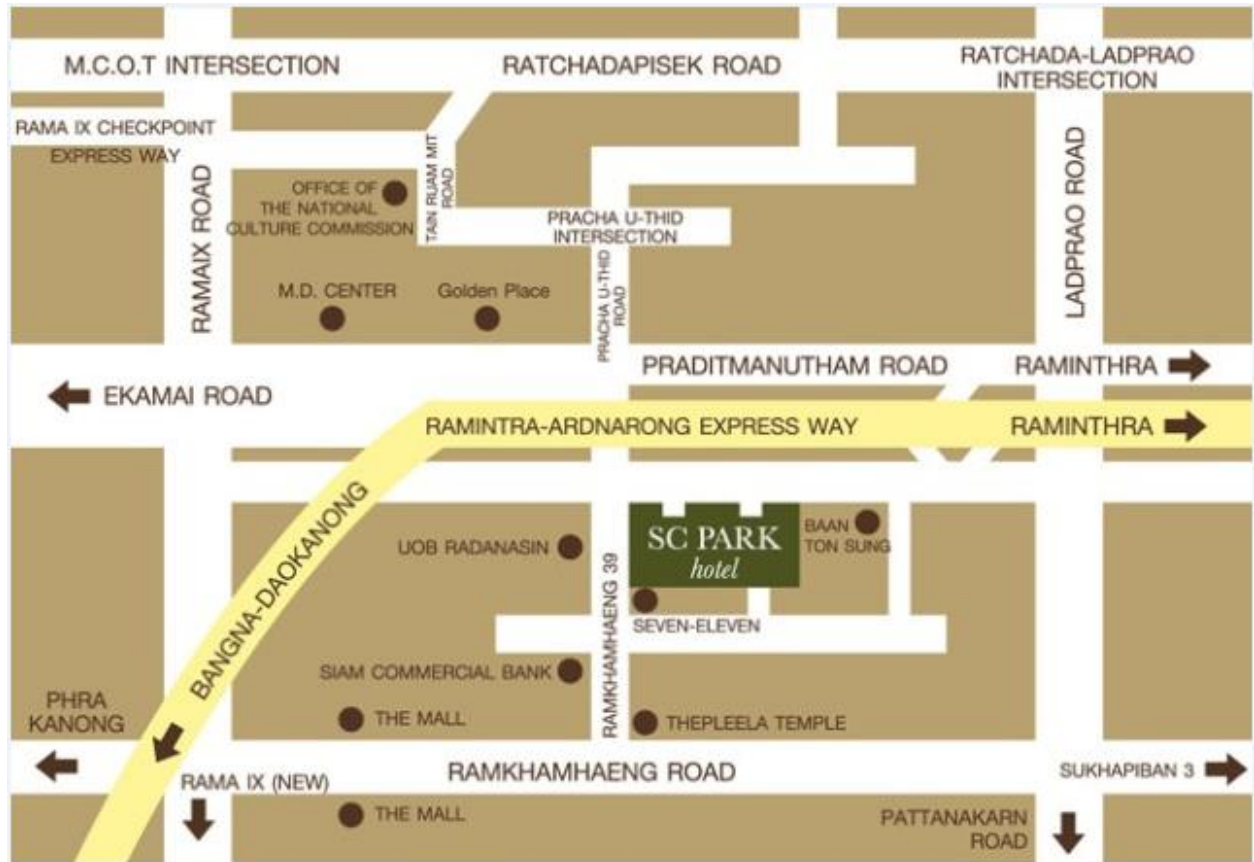 M.C.O.T INTERSECTION
RATCHADAPISEK ROAD
RATCHADA-LADPRAO
INTERSECTION
RAMA IX CHECKPOINT
EXPRESS WAY
RAMAIX ROAD
TAIN RUAM MIT
ROAD
LADPRAO ROAD
OFFICE OF
THE NATIONAL
CULTURE COMMISSION
PRACHA U-THID
INTERSECTION
PRACHA U-THID
ROAD
M.D. CENTER
Golden Place
PRADITMANUTHAM ROAD
RAMINTHRA
EKAMAI ROAD
RAMINTRA-ARDNARONG EXPRESS WAY
RAMINTHRA
BANGNA-DAOKANONG
UOB RADANASIN
RAMKHAMHAENG 39
SC PARK
hotel
BAAN
TON SUNG
SEVEN-ELEVEN
SIAM COMMERCIAL BANK
PHRA
KANONG
THE MALL
THEPLEELA TEMPLE
RAMA IX (NEW)
RAMKHAMHAENG ROAD
SUKHAPIBAN 3
THE MALL
PATTANAKARN
ROAD